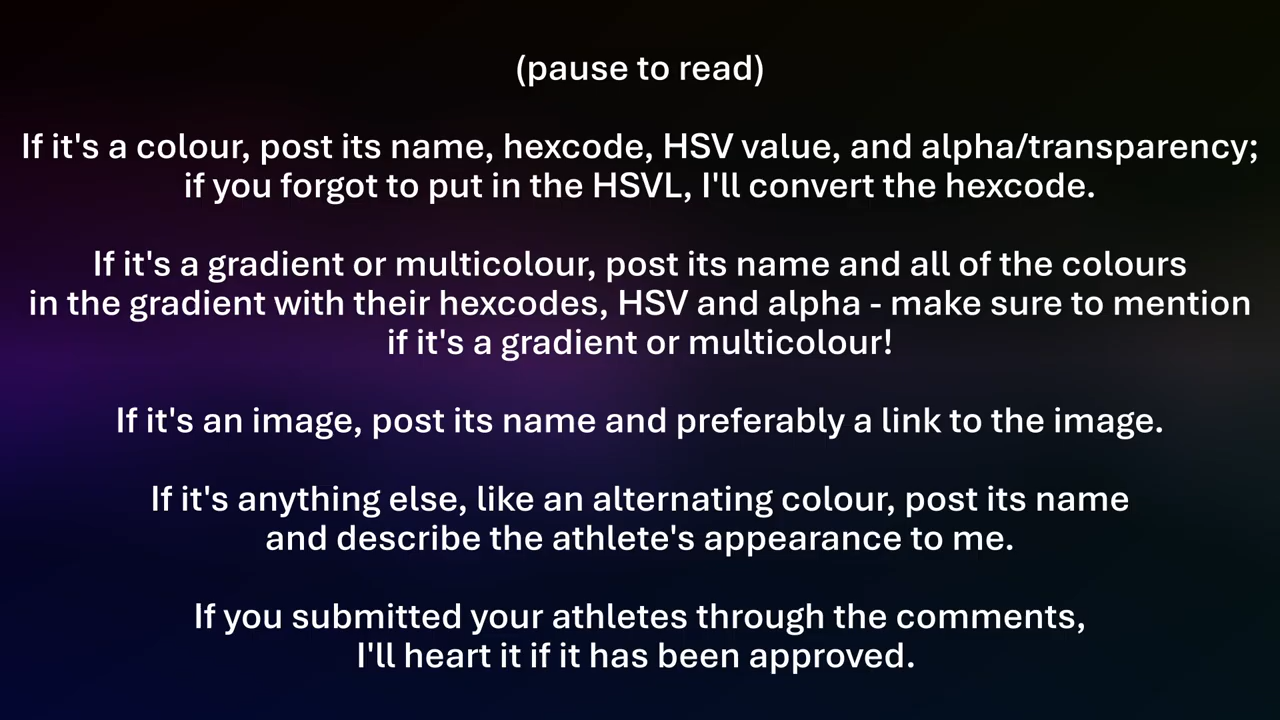 (pause to read)
If it's a colour, post its name, hexcode, HSV value, and alpha/transparency;
if you forgot to put in the HSVL, I'll convert the hexcode.
If it's a gradient or multicolour, post its name and all of the colours
in the gradient with their hexcodes, HSV and alpha - make sure to mention
if it's a gradient or multicolour!
If it's an image, post its name and preferably a link to the image.
If it's anything else, like an alternating colour, post its name
and describe the athlete's appearance to me.
If you submitted your athletes through the comments,
I'll heart it if it has been approved.